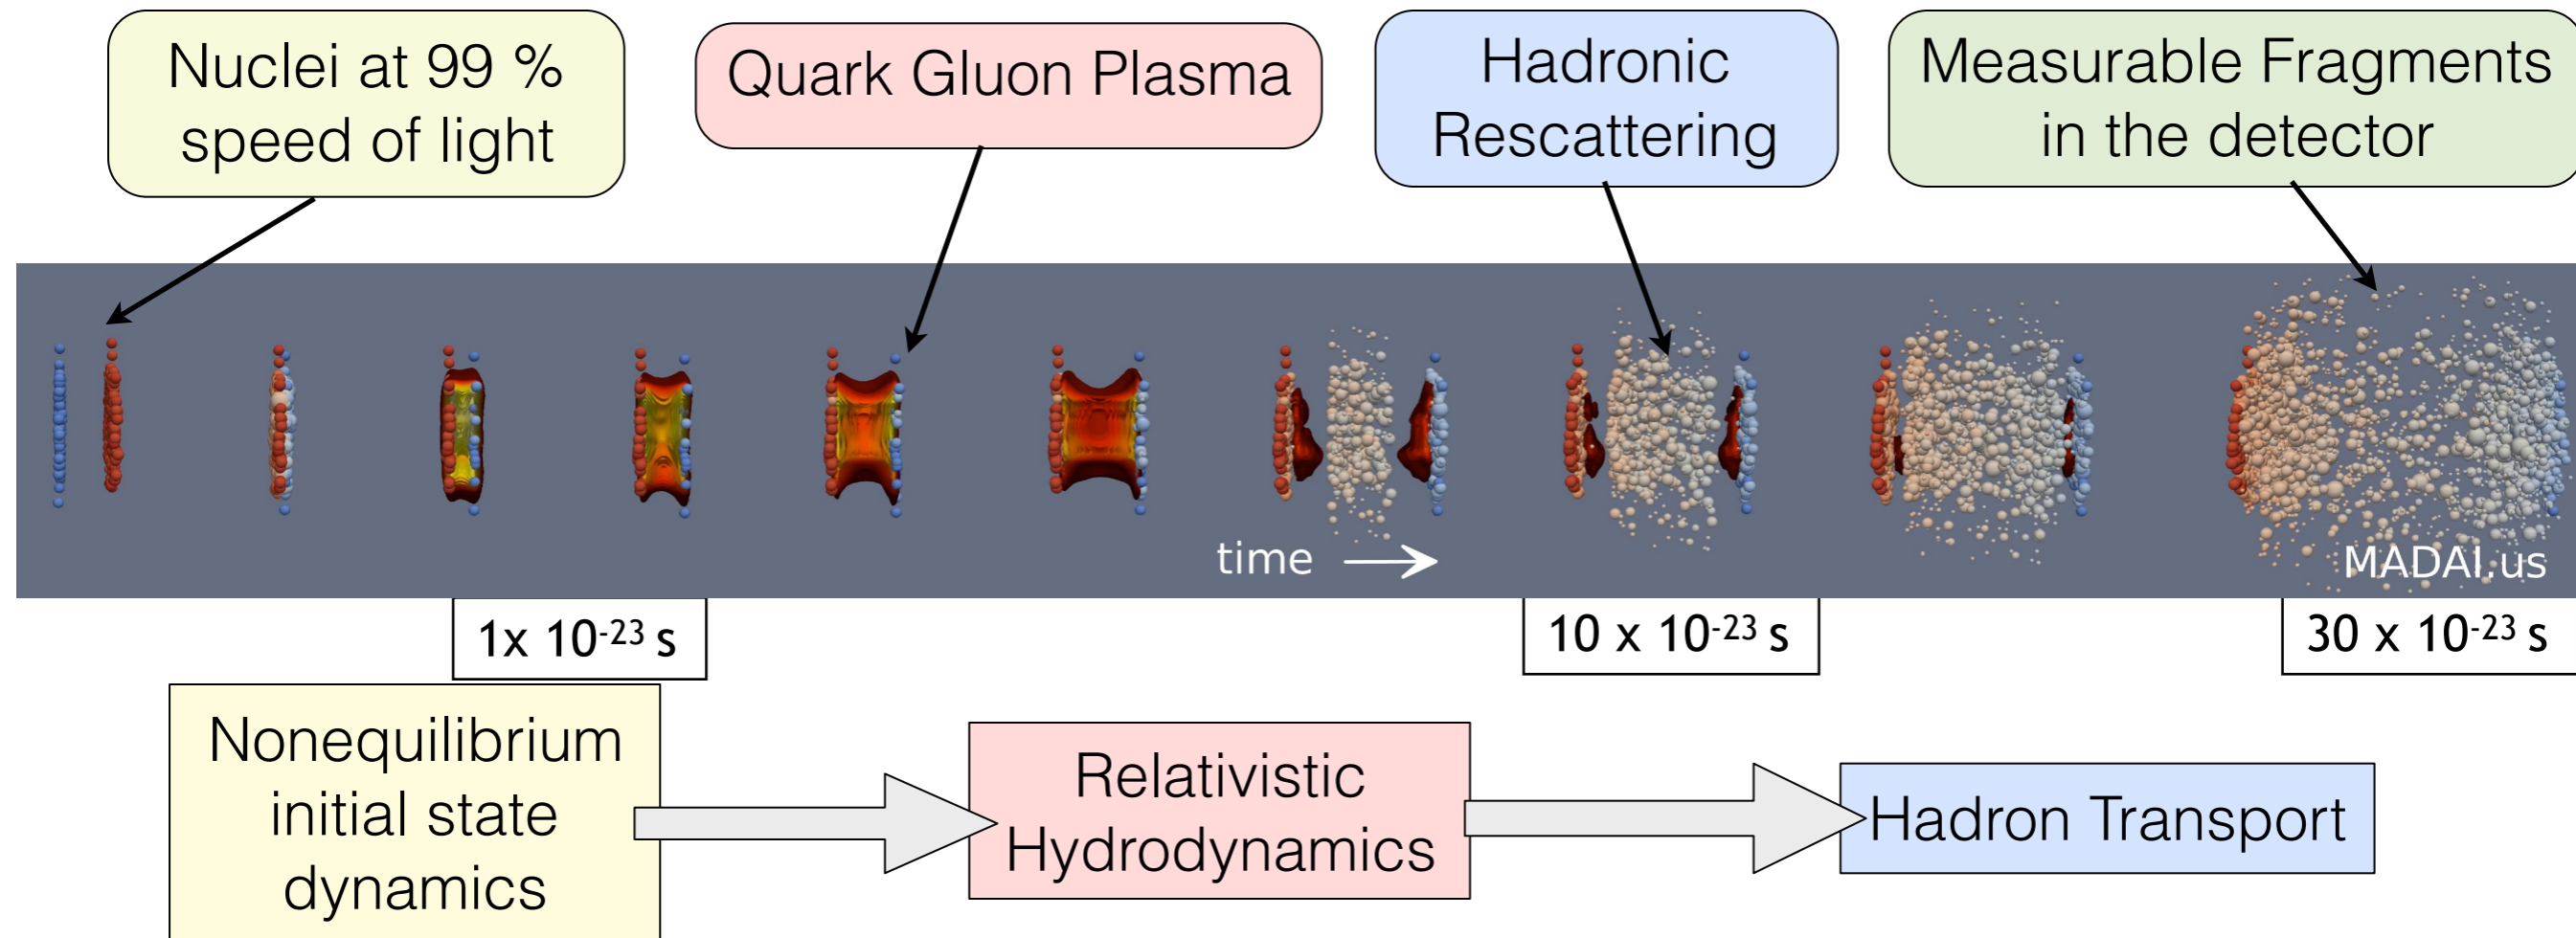 Nuclei at 99 %
speed of light
Quark Gluon Plasma
Hadronic
Rescattering
Measurable Fragments
in the detector
time
MADAI.us
1x 10⁻²³ s
10 x 10⁻²³ s
30 x 10⁻²³ s
Nonequilibrium
initial state
dynamics
Relativistic
Hydrodynamics
Hadron Transport